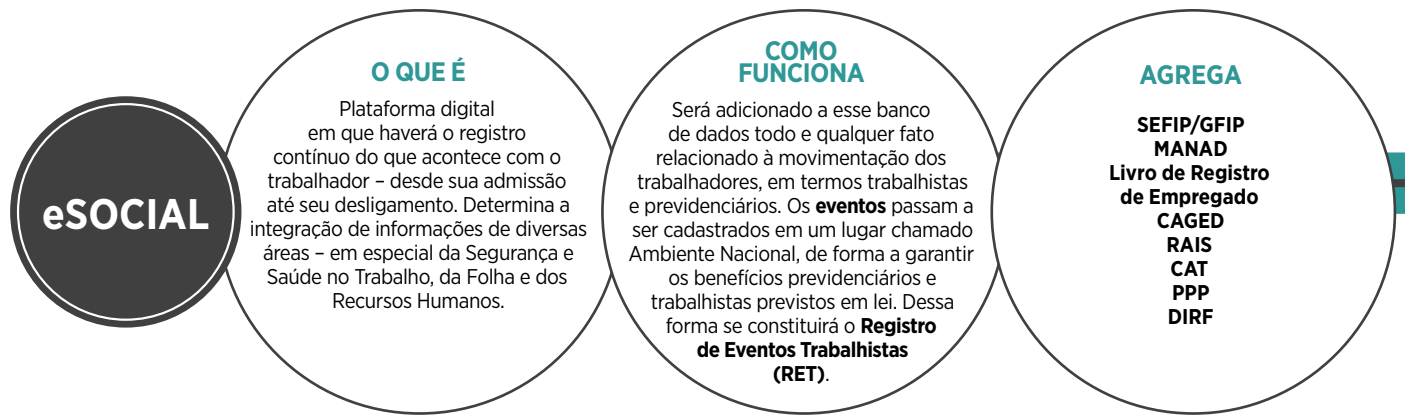 eSOCIAL
O QUE É
Plataforma digital
em que haverá o registro
contínuo do que acontece com o
trabalhador – desde sua admissão
até seu desligamento. Determina a
integração de informações de diversas
áreas – em especial da Segurança e
Saúde no Trabalho, da Folha e dos
Recursos Humanos.
COMO
FUNCIONA
Será adicionado a esse banco
de dados todo e qualquer fato
relacionado à movimentação dos
trabalhadores, em termos trabalhistas
e previdenciários. Os eventos passam a
ser cadastrados em um lugar chamado
Ambiente Nacional, de forma a garantir
os benefícios previdenciários e
trabalhistas previstos em lei. Dessa
forma se constituirá o Registro
de Eventos Trabalhistas
(RET).
AGREGA
SEFIP/GFIP
MANAD
Livro de Registro
de Empregado
CAGED
RAIS
CAT
PPP
DIRF